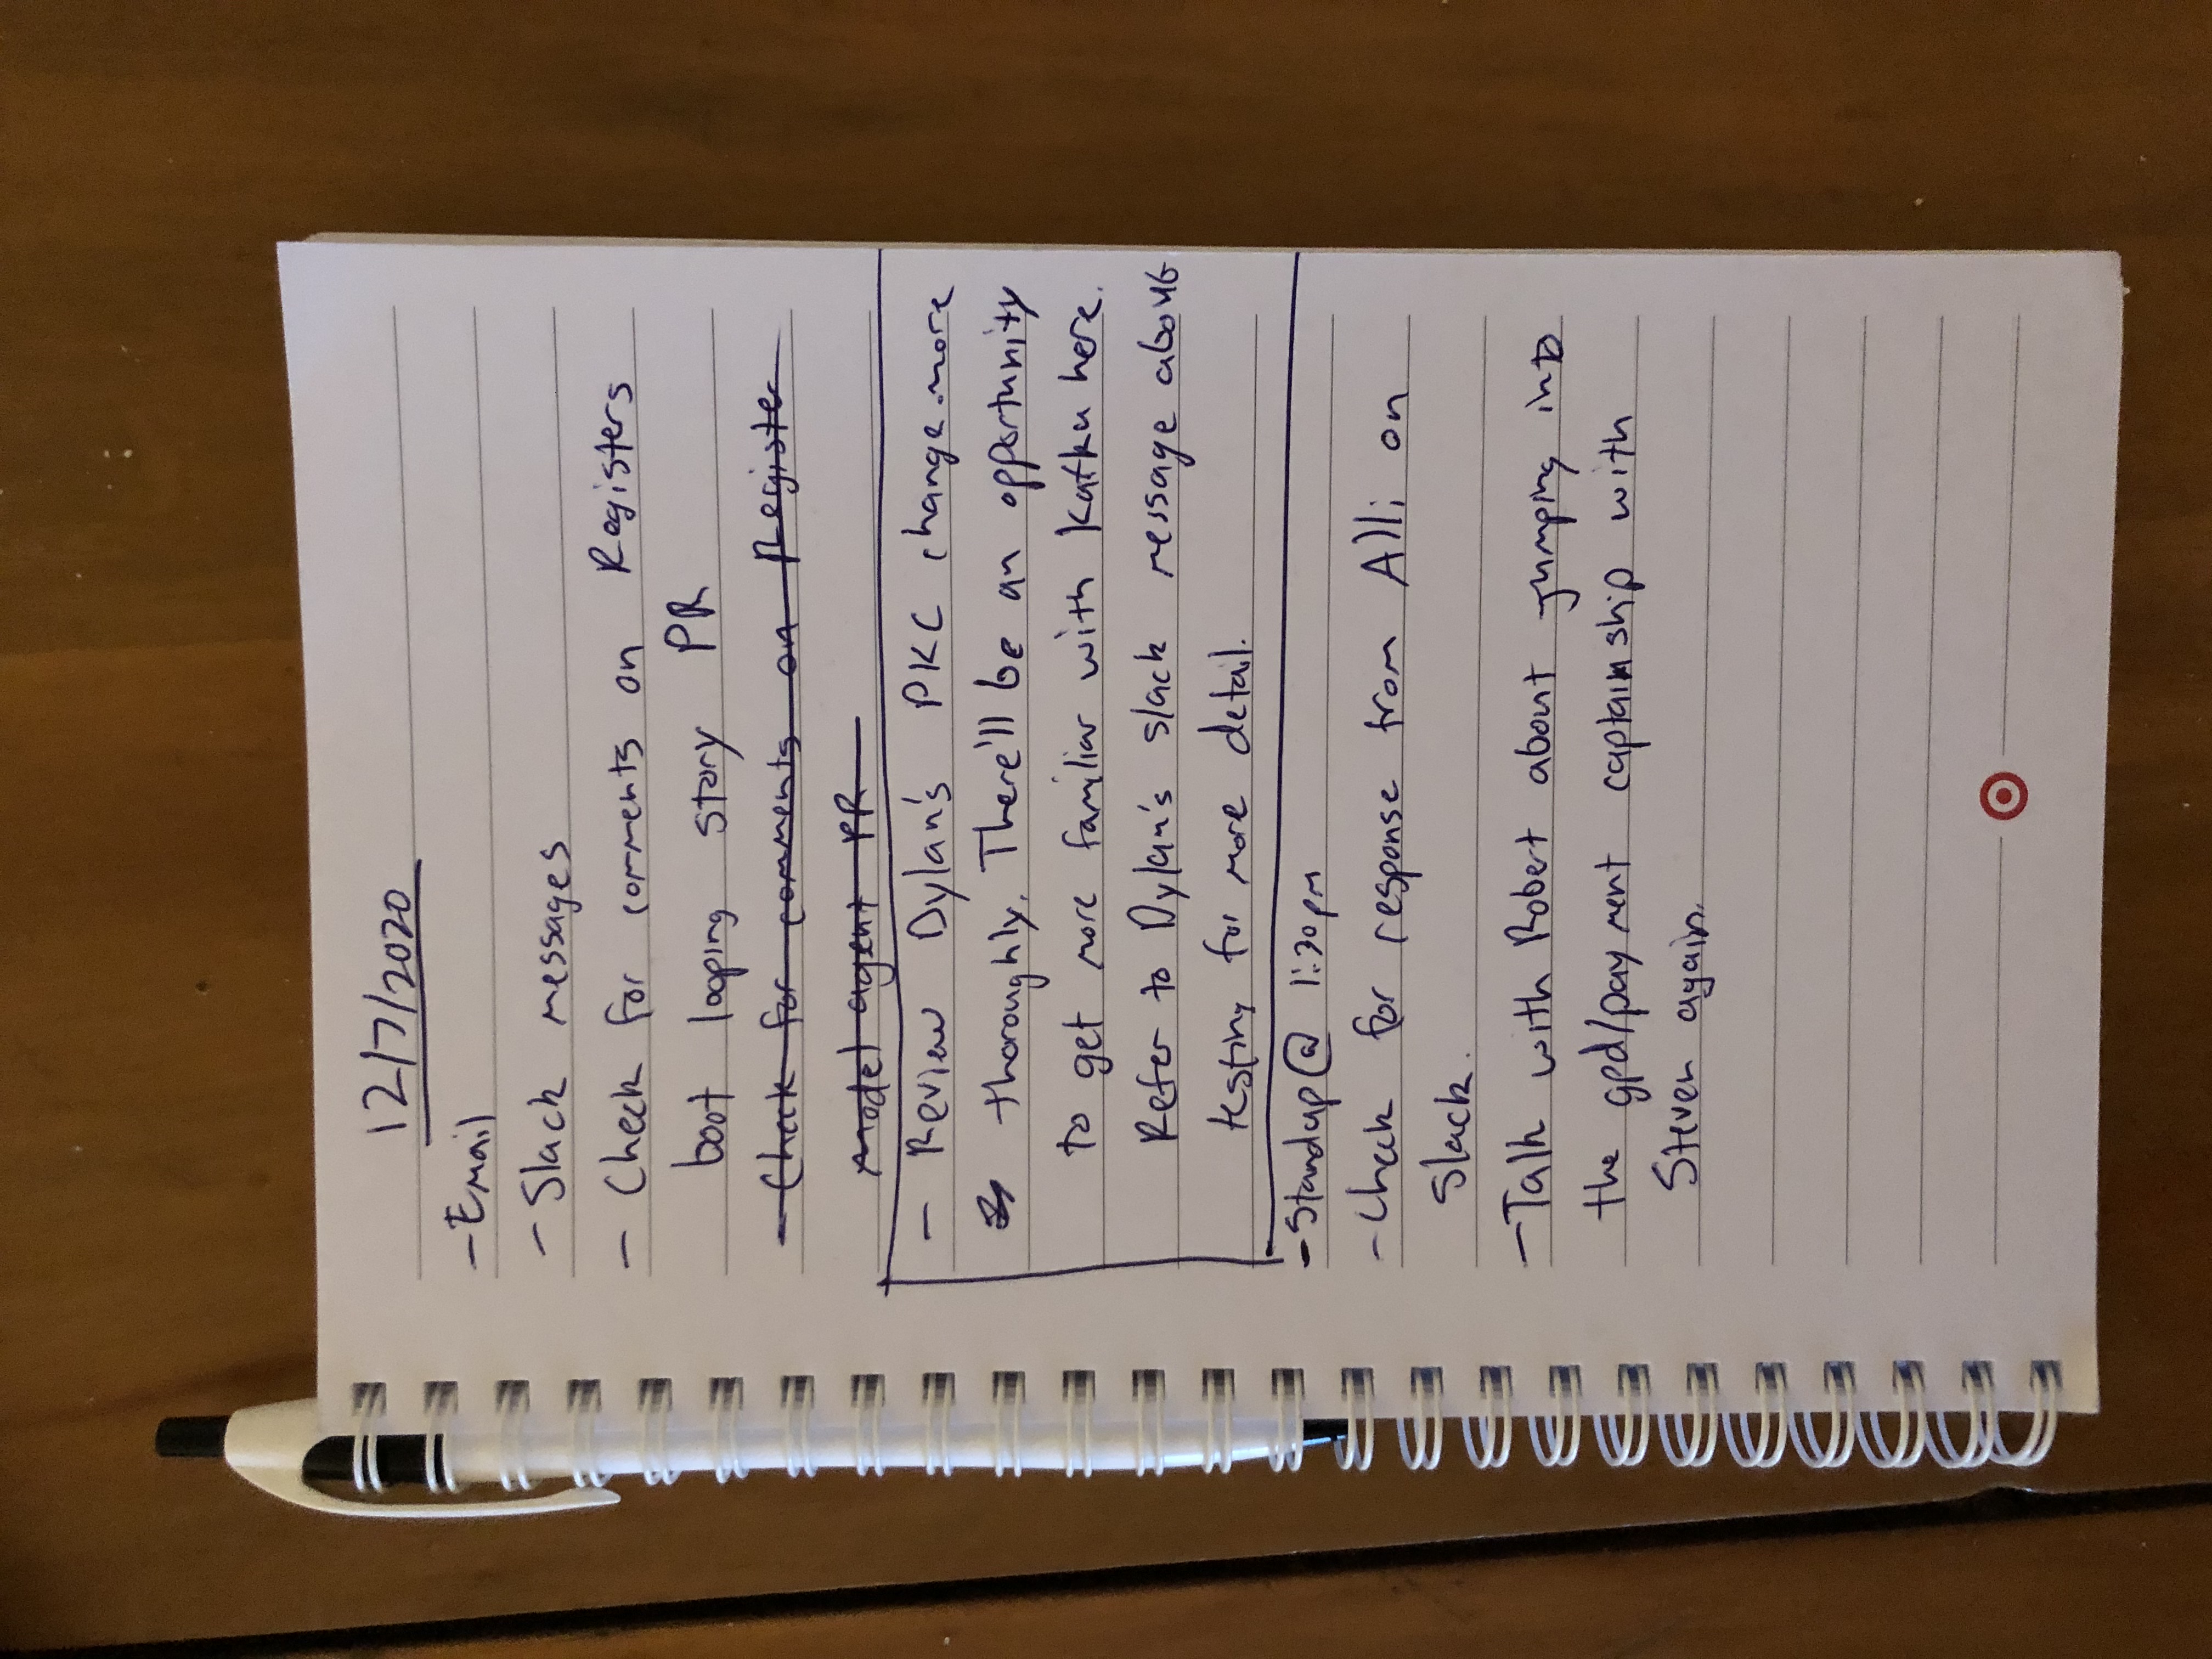 12/7/2020
- Email
- Slack messages
- Check for comments on Registers
boot looping story PR
- Check for comments on Register
model agent PR
- Review Dylan's PKC change more
thoroughly. There'll be an opportunity
to get more familiar with Kafka here.
Refer to Dylan's slack message about
testing for more detail.
- Standup @ 1:30pm
- Check for response from Alli on
Slack.
- Talk with Robert about jumping into
the gpd/payment captainship with
Steven again.